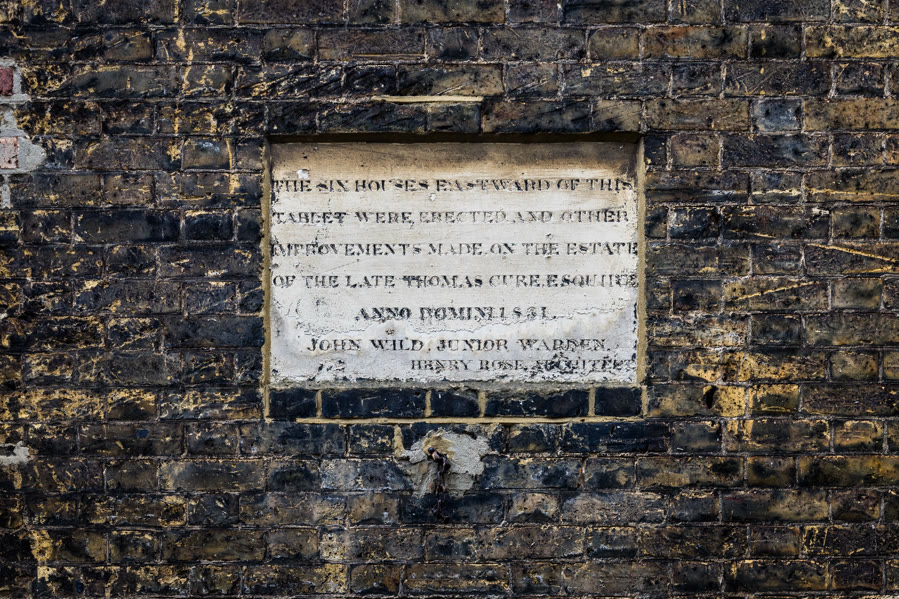 THE SIX HOUSES EASTWARD OF THIS
TABLET WERE ERECTED AND OTHER
IMPROVEMENTS MADE ON THE ESTATE
OF THE LATE THOMAS CURE, ESQUIRE
ANNO DOMINI 1831.
JOHN WILD, JUNIOR WARDEN.
HENRY ROSE,